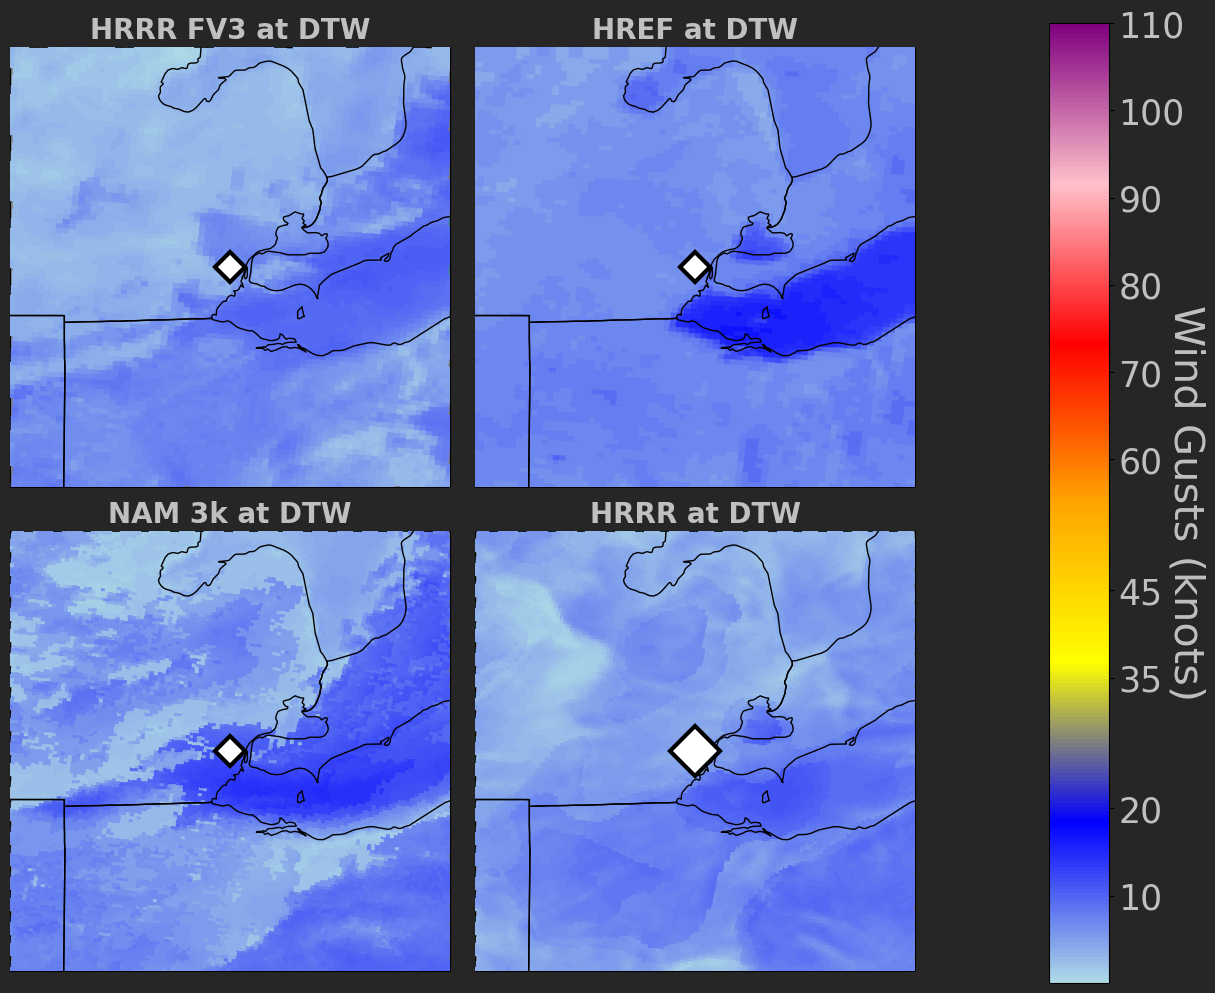 HRRR FV3 at DTW
HREF at DTW
NAM 3k at DTW
HRRR at DTW
110
100
90
80
70
60
45
35
20
10
Wind Gusts (knots)